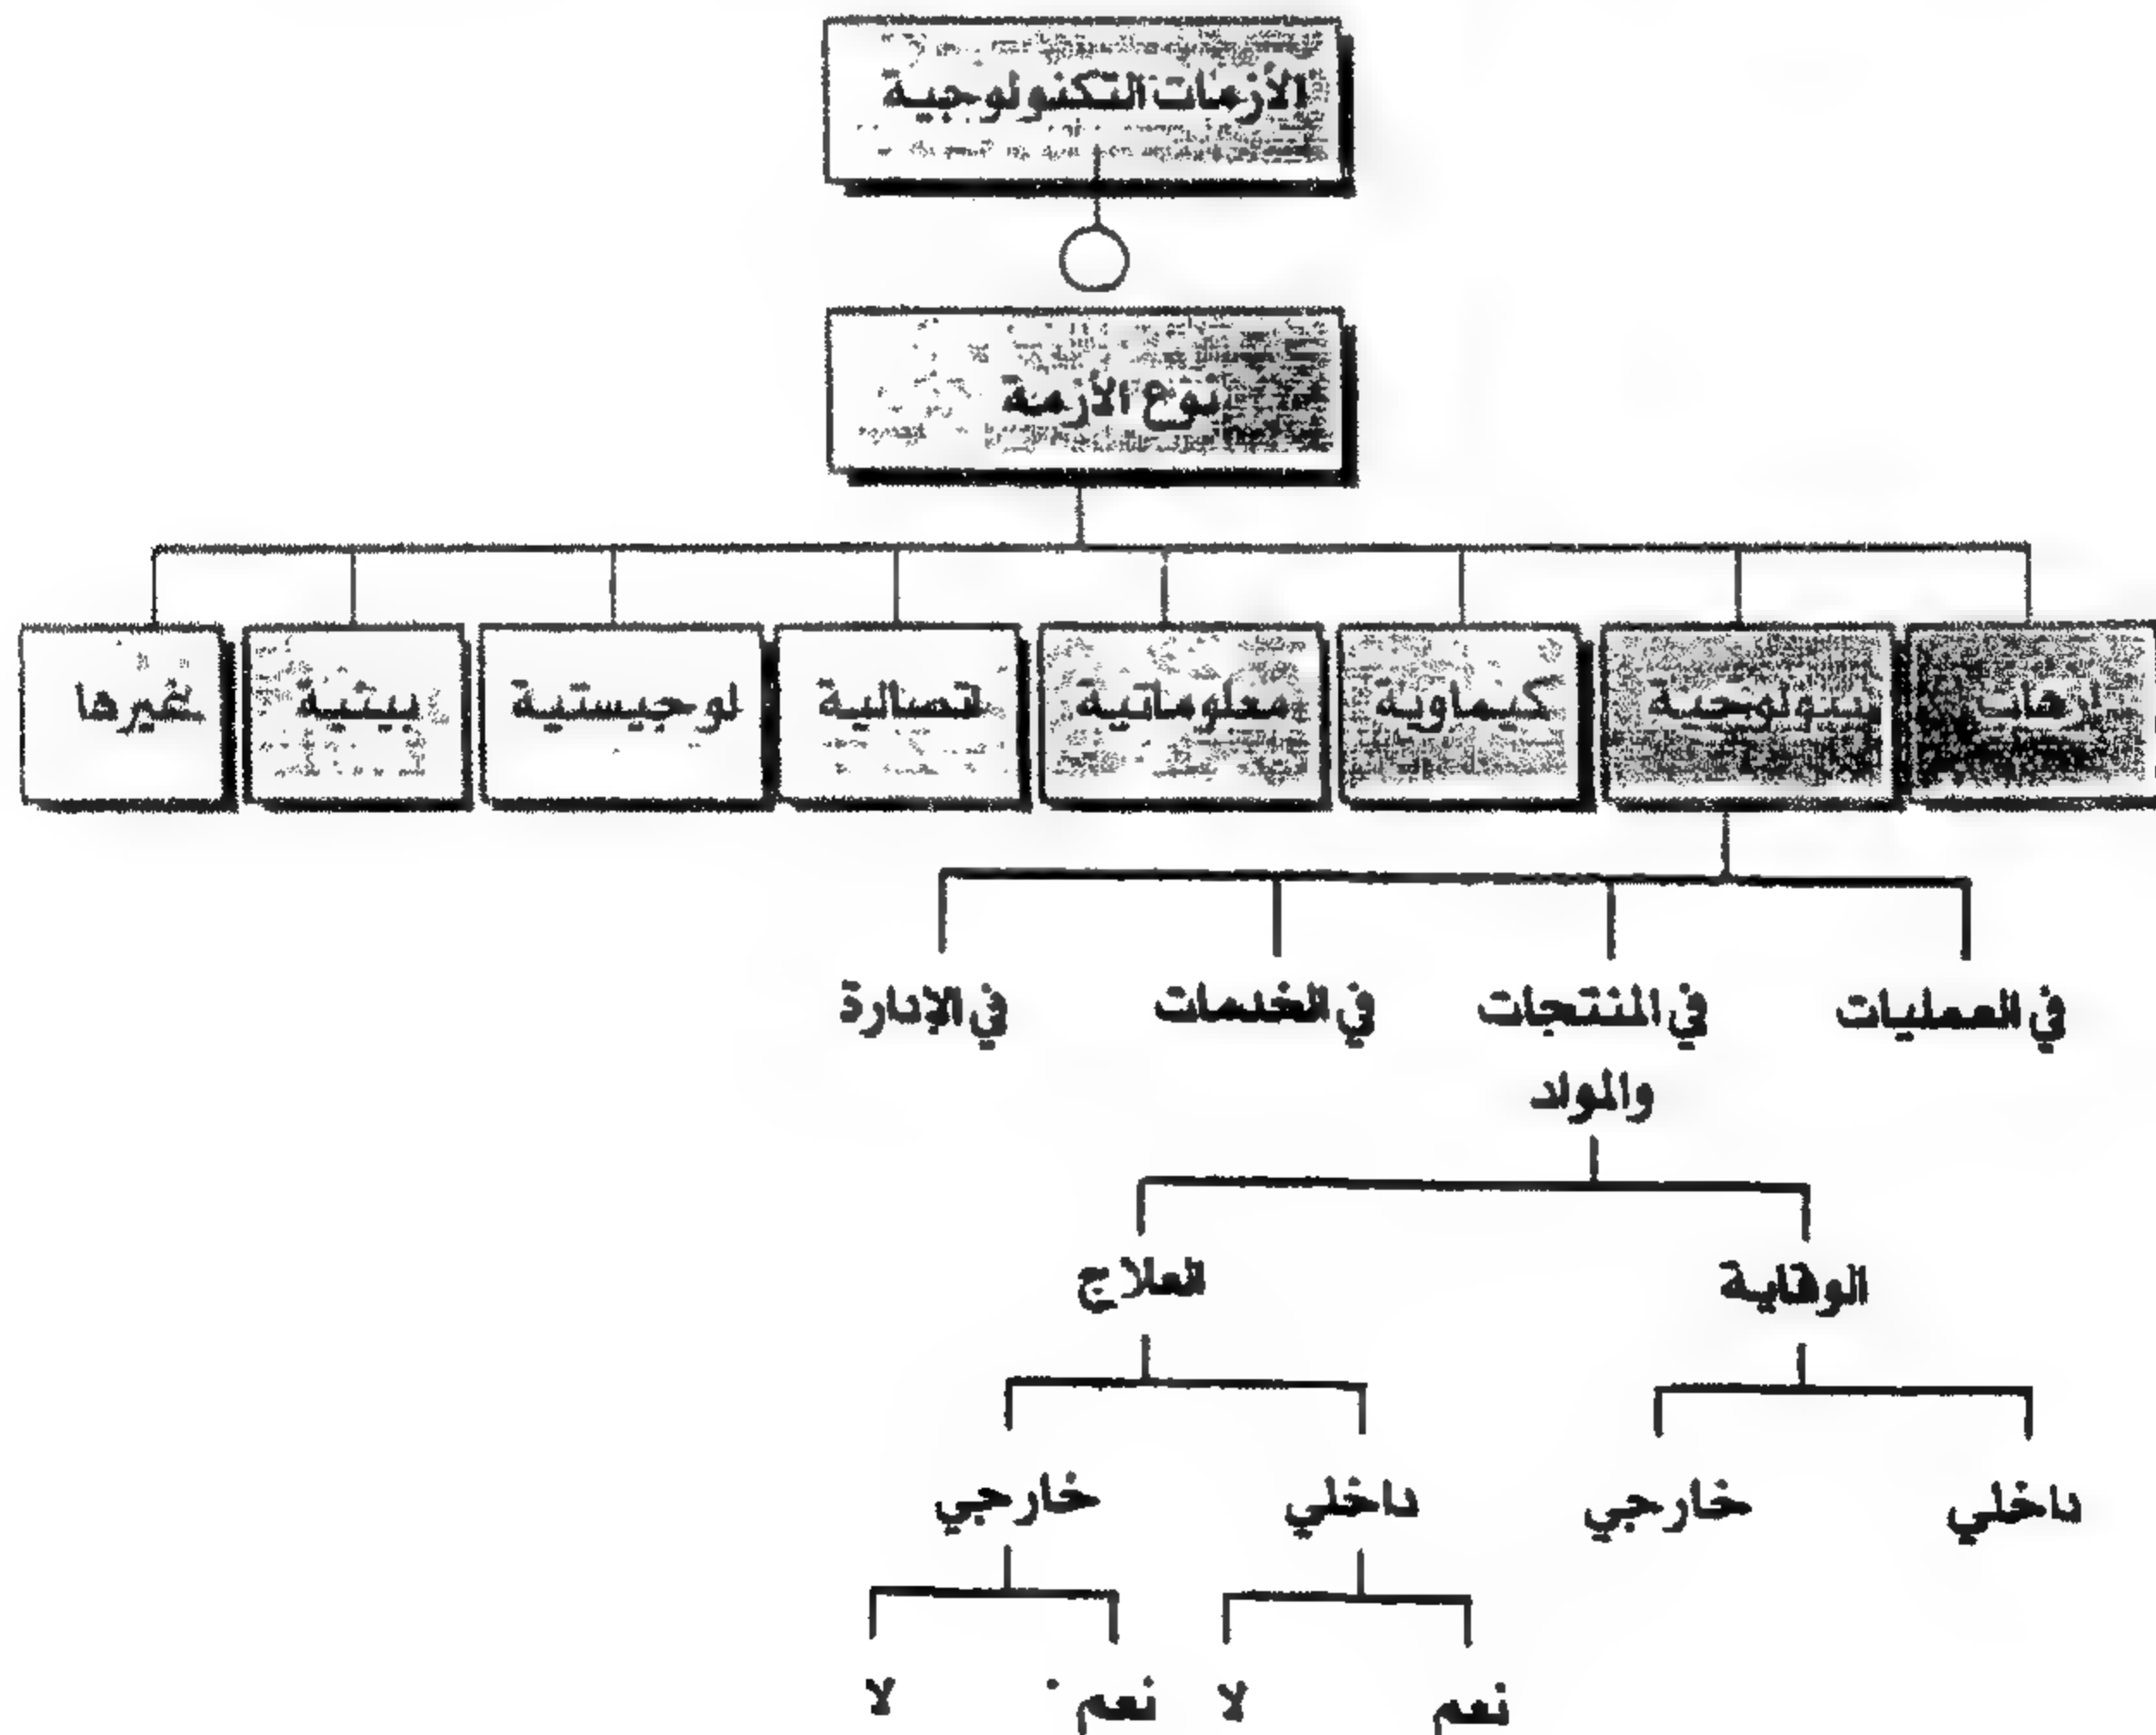 الأزمات التكنولوجية
نوع الأزمة
إرهاب
بيولوجية
كيماوية
معلوماتية
اتصالية
لوجيستية
بيئية
غيرها
في العمليات
في المنتجات
والمواد
في الخدمات
في الإدارة
الوقاية
العلاج
داخلي
خارجي
داخلي
خارجي
نعم
لا
نعم
لا